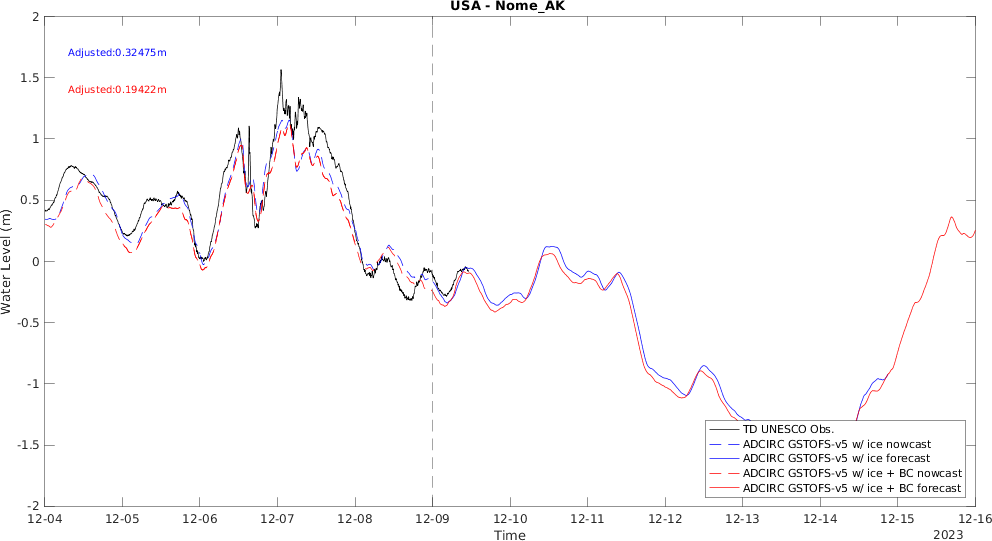 USA - Nome_AK
Adjusted:0.32475m
Adjusted:0.19422m
Water Level (m)
2
1.5
1
0.5
0
-0.5
-1
-1.5
-2
TD UNESCO Obs.
ADCIRC GSTOFS-v5 w/ ice nowcast
ADCIRC GSTOFS-v5 w/ ice forecast
ADCIRC GSTOFS-v5 w/ ice + BC nowcast
ADCIRC GSTOFS-v5 w/ ice + BC forecast
12-04 12-05 12-06 12-07 12-08 12-09 12-10 12-11 12-12 12-13 12-14 12-15 12-16
Time
2023